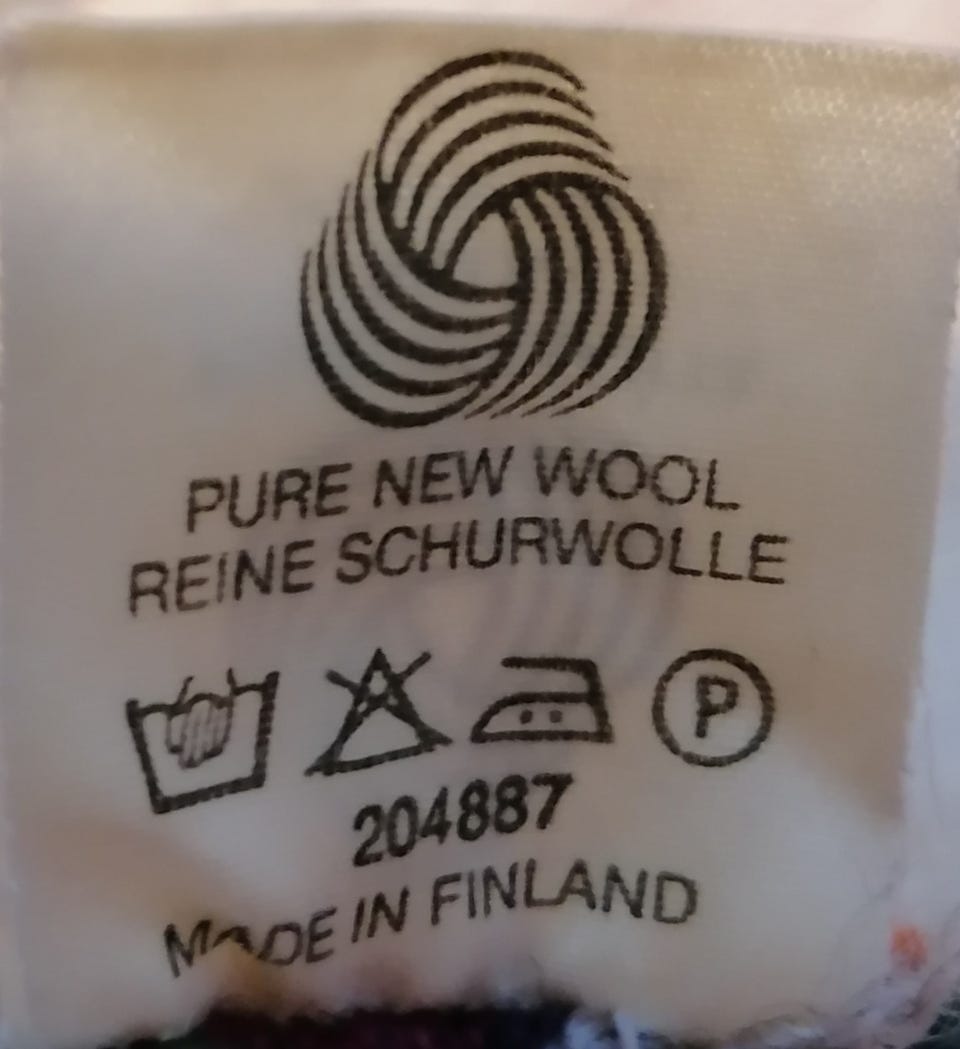 PURE NEW WOOL
REINE SCHURWOLLE
P
204887
MADE IN FINLAND